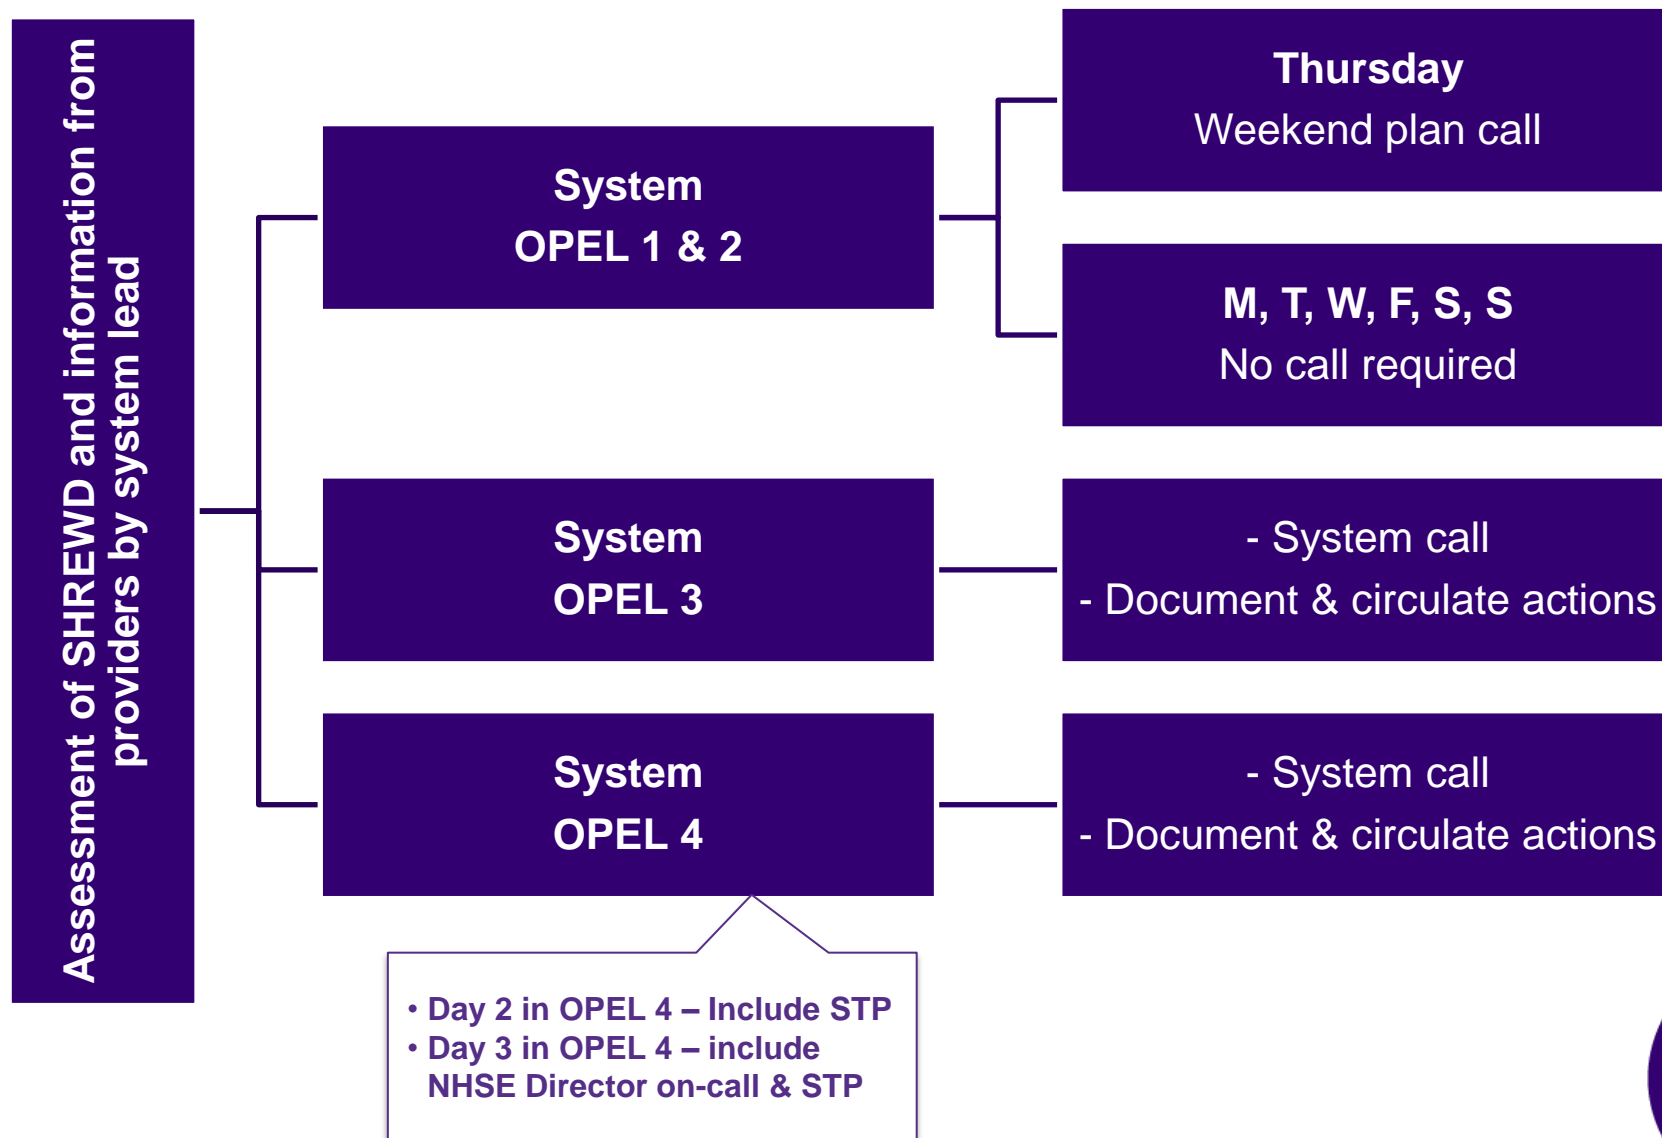 Assessment of SHREWD and information from
providers by system lead
System
OPEL 1 & 2
Thursday
Weekend plan call
M, T, W, F, S, S
No call required
System
OPEL 3
- System call
- Document & circulate actions
System
OPEL 4
- System call
- Document & circulate actions
• Day 2 in OPEL 4 – Include STP
• Day 3 in OPEL 4 – include
NHSE Director on-call & STP